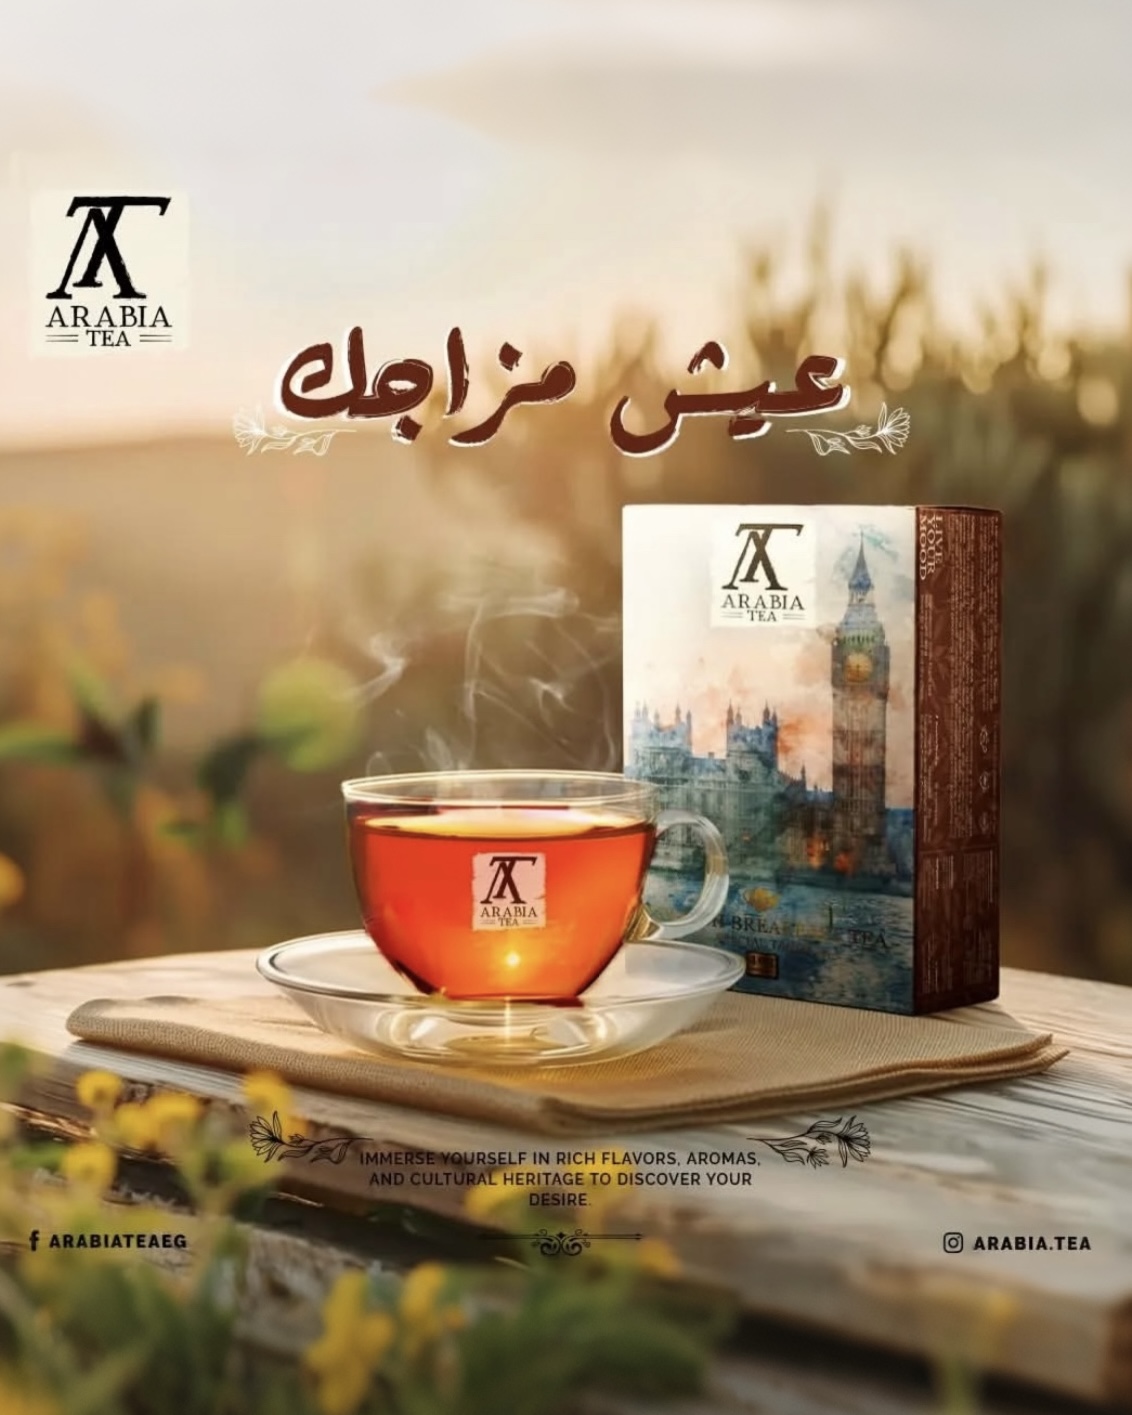 ARABIA
TEA
عيش مزاجك
ARABIA
TEA
LIVE
YOUR
MOOD
ARABIA
TEA
TEA
IMMERSE YOURSELF IN RICH FLAVORS, AROMAS,
AND CULTURAL HERITAGE TO DISCOVER YOUR
DESIRE.
ARABIATEAEG
ARABIA.TEA